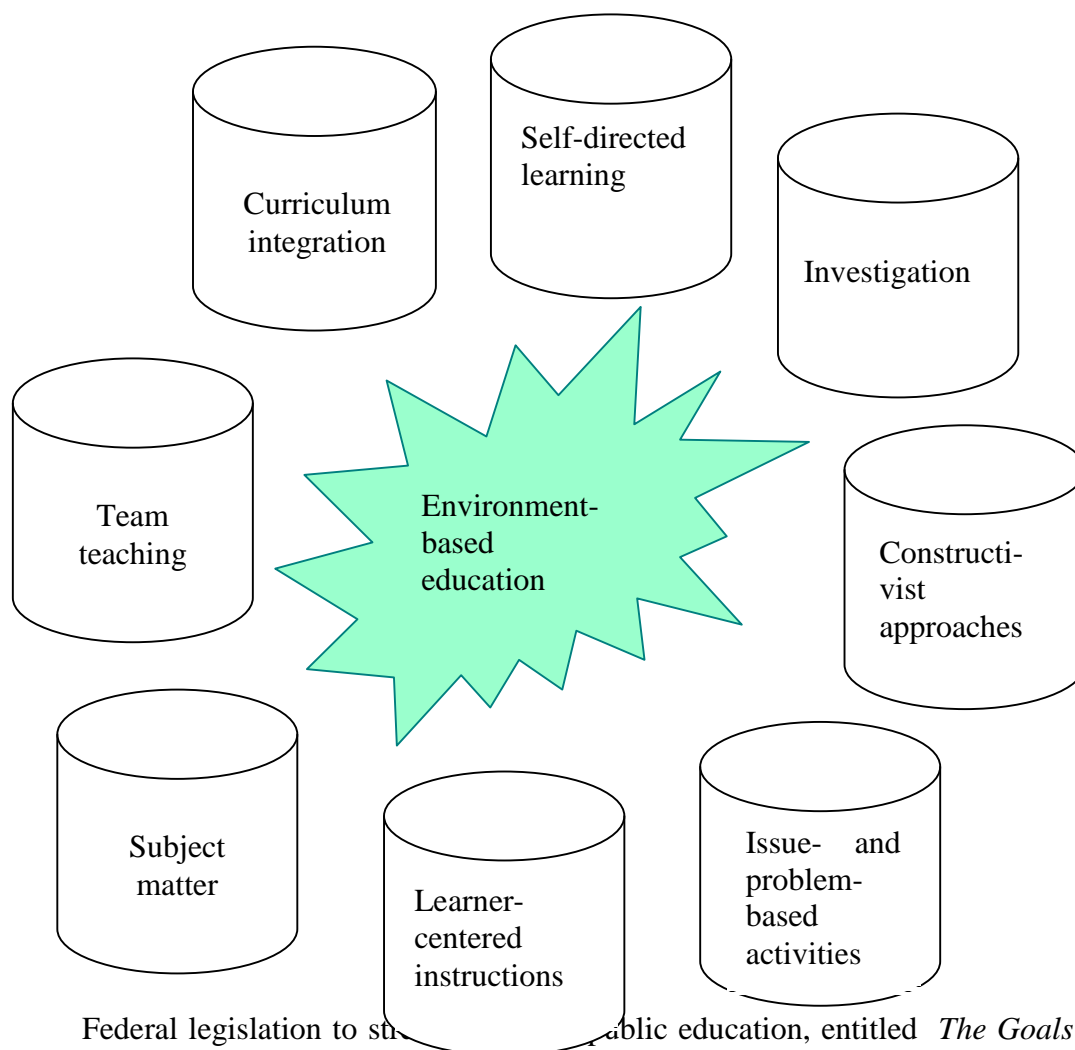 Self-directed
learning
Curriculum
integration
Investigation
Environment-
based
education
Team
teaching
Constructi-
vist
approaches
Subject
matter
Learner-
centered
instructions
Issue- and
problem-
based
activities
Federal legislation to public education, entitled The Goals